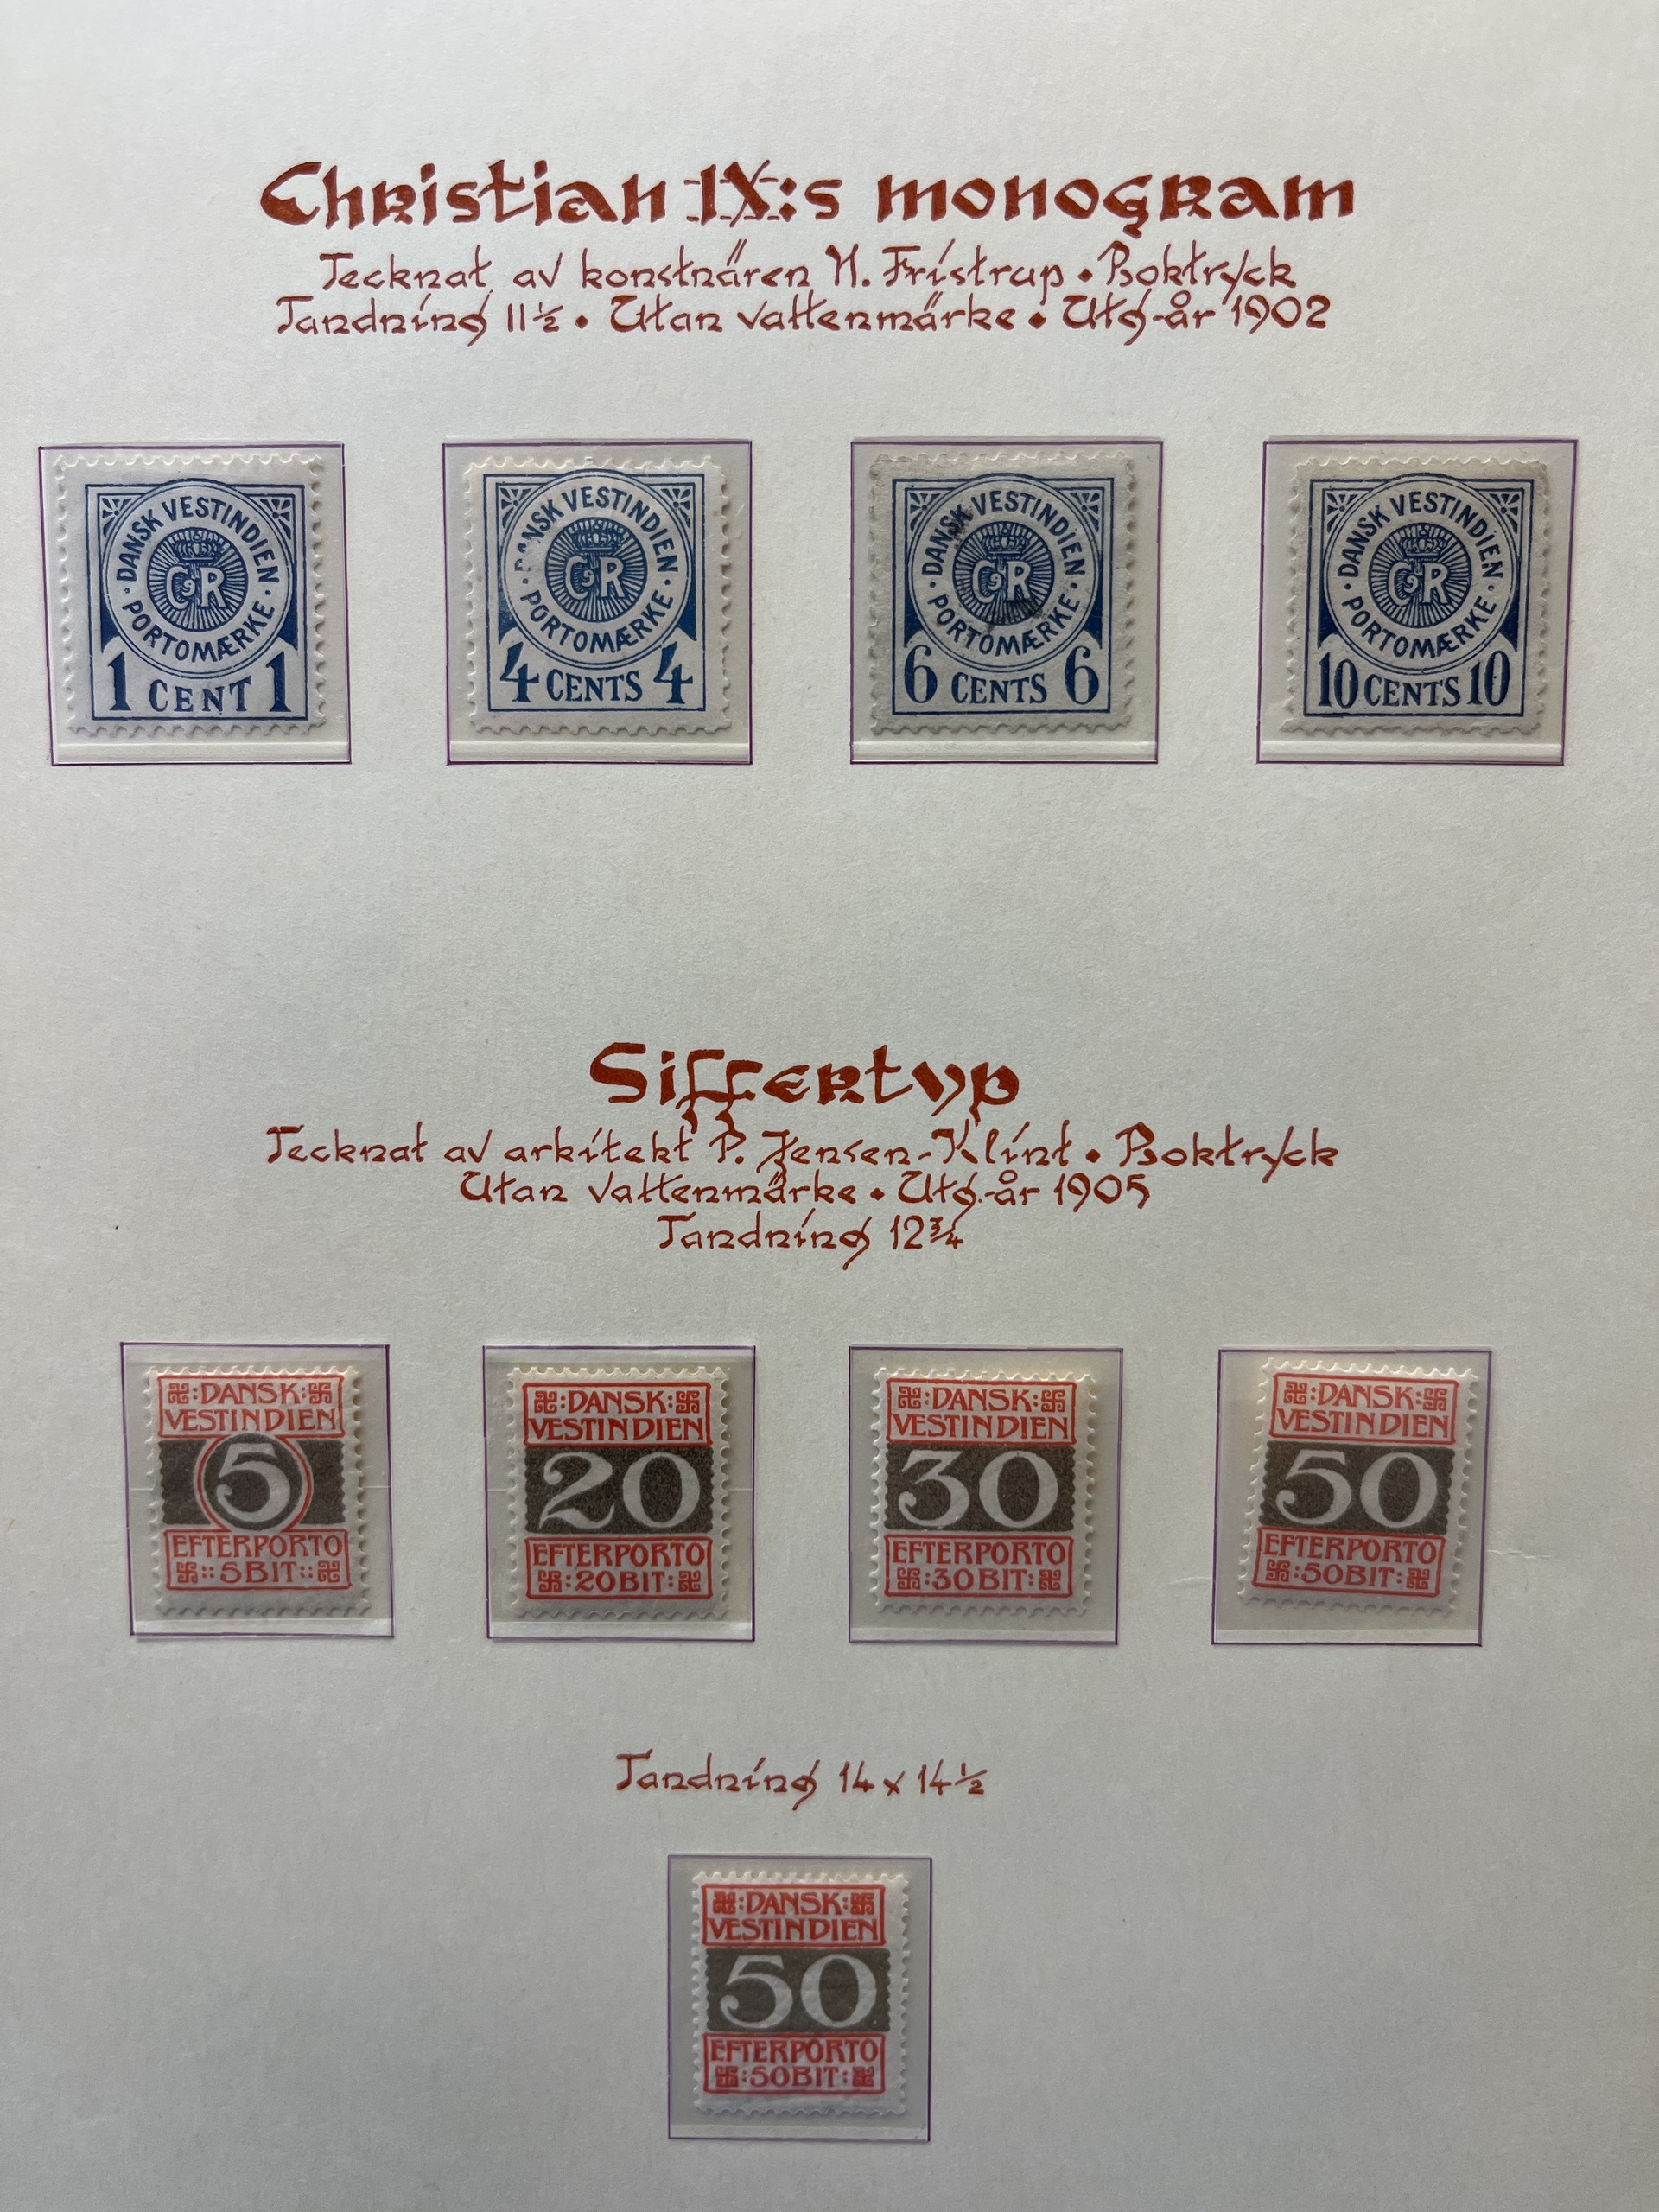 Christian IX:s monogram
Tecknat av konstnären H. Fristrup • Boktryck
Tandning 11½ • Utan vattenmärke • Utg-år 1902
DANSK VESTINDIEN
CR
9
PORTOMÆRKE
1 CENT 1
DANSK VESTINDIEN
CR
9
PORTOMÆRKE
4 CENTS 4
DANSK VESTINDIEN
CR
9
PORTOMÆRKE
6 CENTS 6
DANSK VESTINDIEN
CR
9
PORTOMÆRKE
10 CENTS 10
Siffertyp
Tecknat av arkitekt P. Jensen-Klint • Boktryck
Utan vattenmärke • Utg.-år 1905
Tandning 12¾
:DANSK:
VESTINDIEN
5
EFTERPORTO
::5 BIT::
:DANSK:
VESTINDIEN
20
EFTERPORTO
:20 BIT:
:DANSK:
VESTINDIEN
30
EFTERPORTO
:30 BIT:
:DANSK:
VESTINDIEN
50
EFTERPORTO
:50 BIT:
Tandning 14 x 14½
:DANSK:
VESTINDIEN
50
EFTERPORTO
:50 BIT: